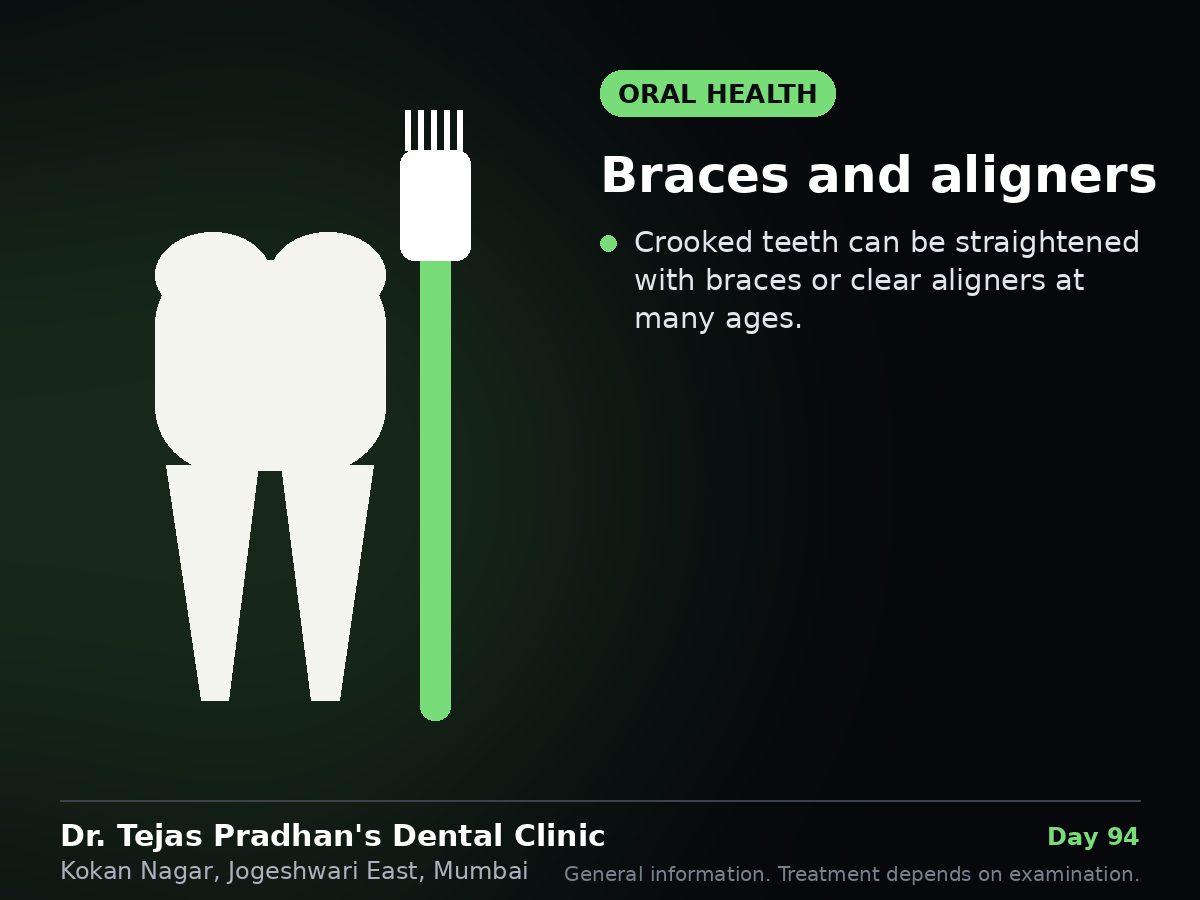 ORAL HEALTH
Braces and aligners
Crooked teeth can be straightened
with braces or clear aligners at
many ages.
Dr. Tejas Pradhan's Dental Clinic
Day 94
Kokan Nagar, Jogeshwari East, Mumbai
General information. Treatment depends on examination.